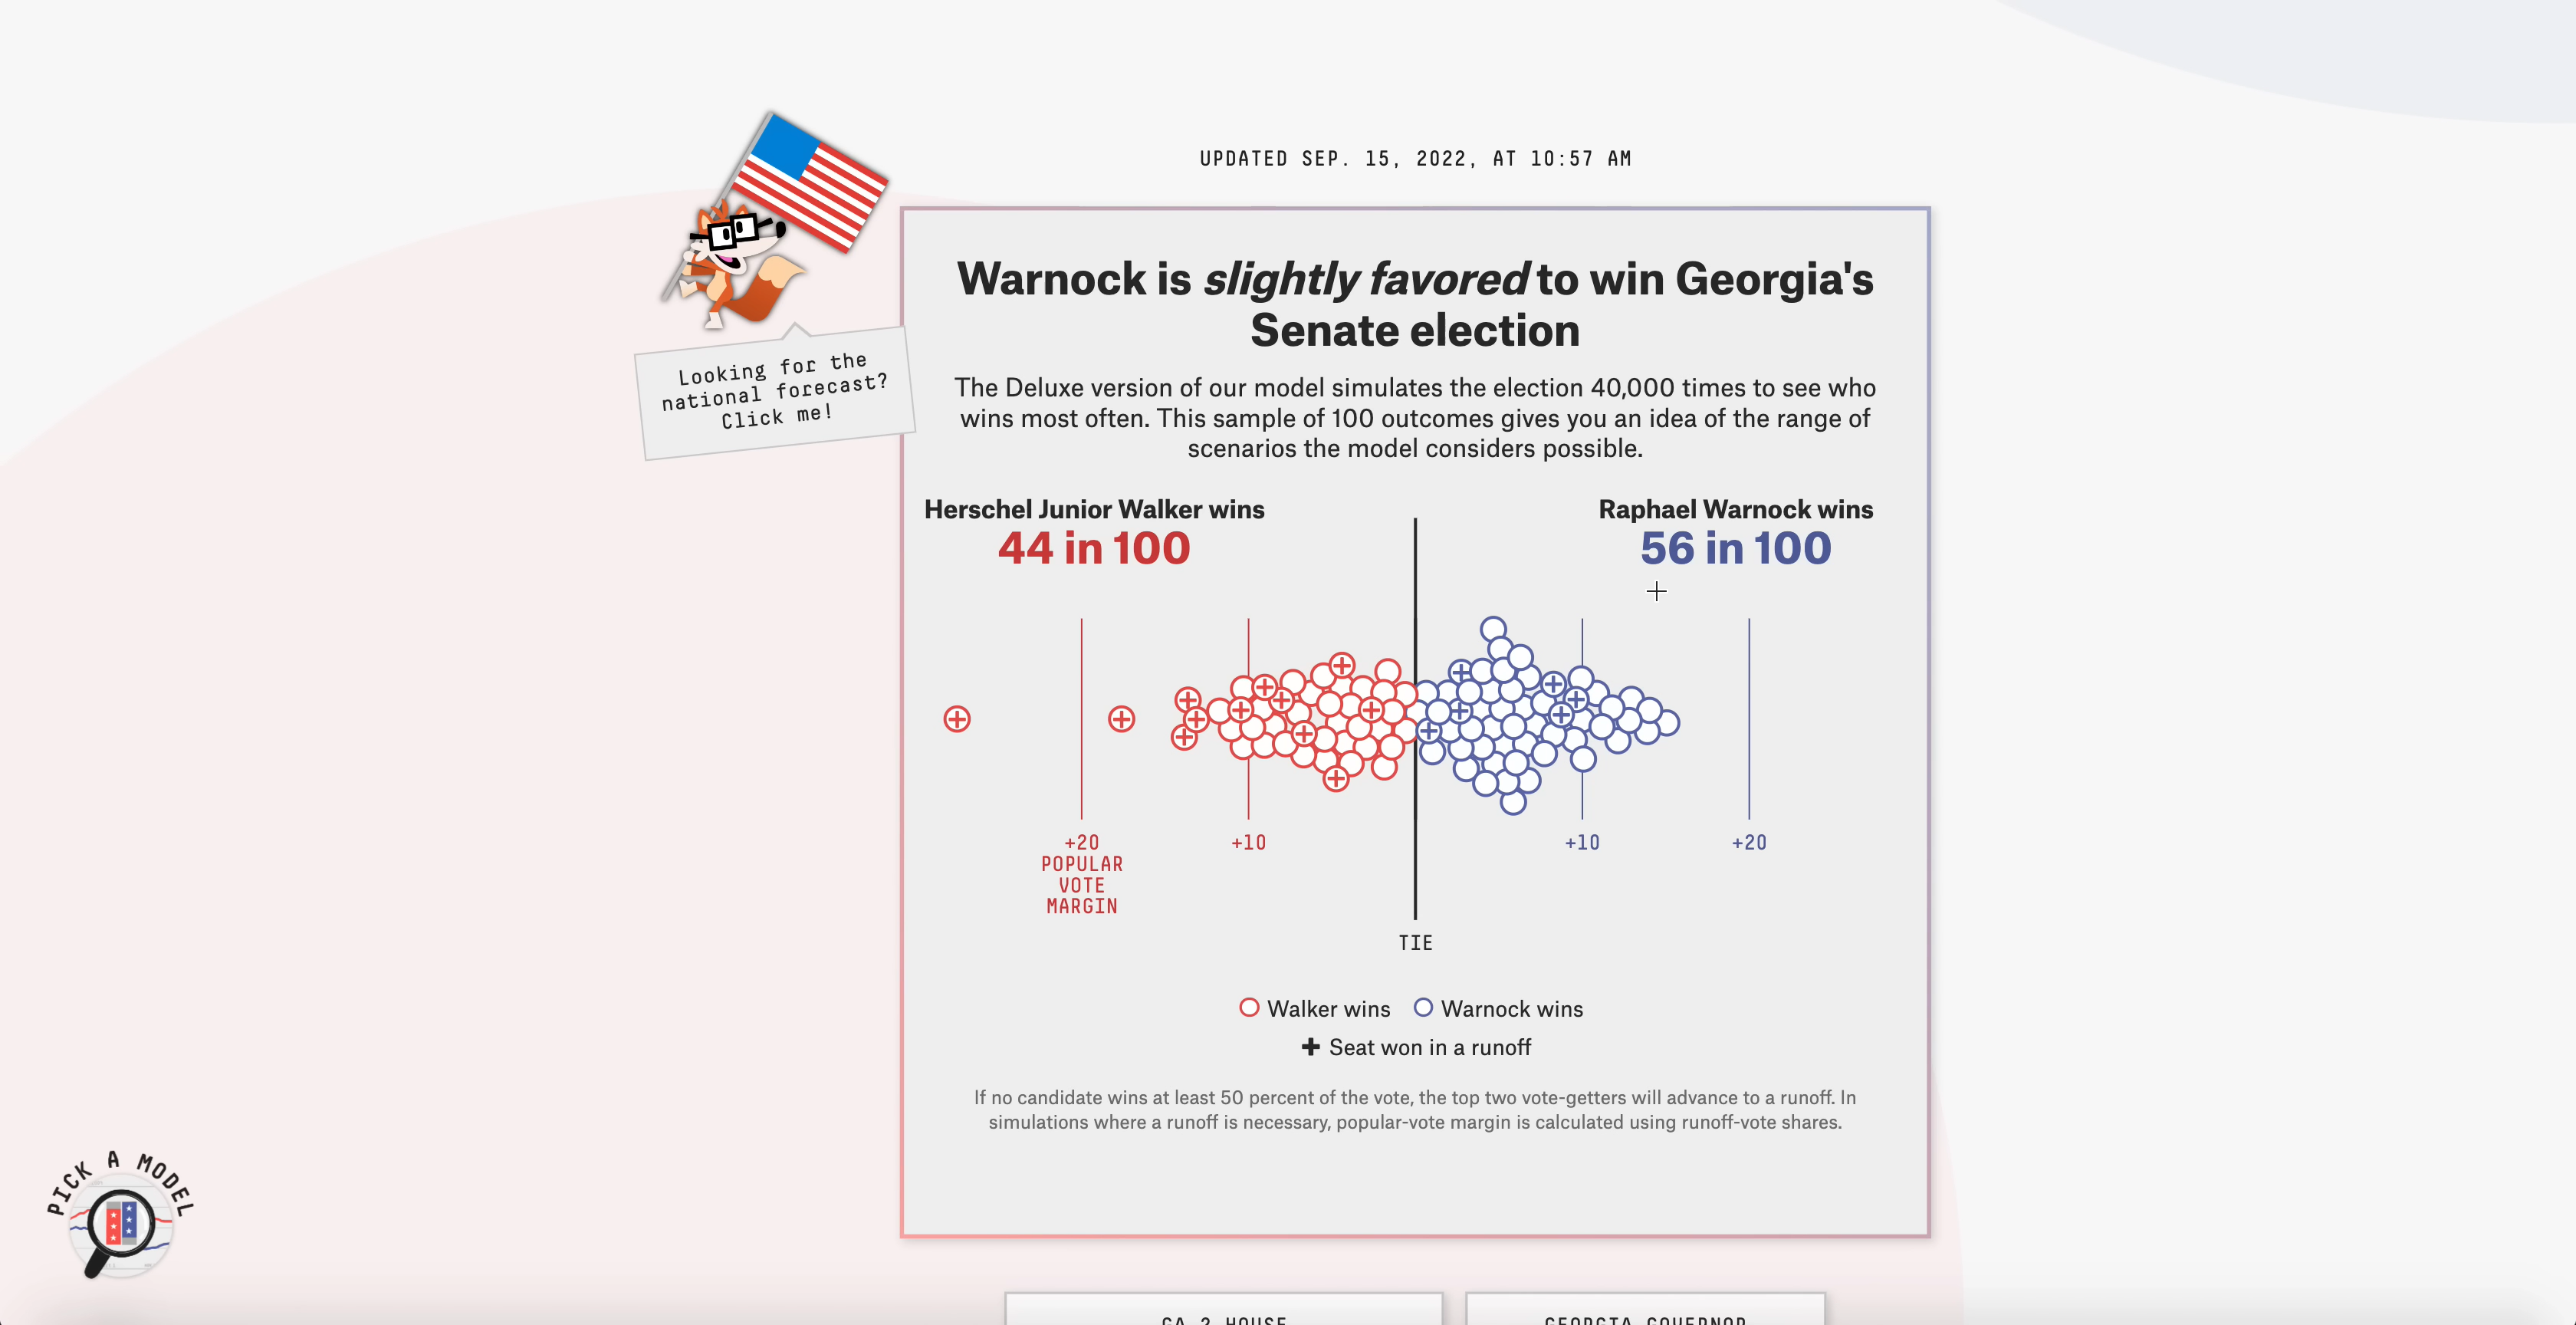 UPDATED SEP. 15, 2022, AT 10:57 AM
Looking for the
national forecast?
Click me!
Warnock is slightly favored to win Georgia's
Senate election
The Deluxe version of our model simulates the election 40,000 times to see who
wins most often. This sample of 100 outcomes gives you an idea of the range of
scenarios the model considers possible.
Herschel Junior Walker wins
44 in 100
Raphael Warnock wins
56 in 100
+20
POPULAR
VOTE
MARGIN
+10
+10
+20
TIE
Walker wins
Warnock wins
Seat won in a runoff
If no candidate wins at least 50 percent of the vote, the top two vote-getters will advance to a runoff. In
simulations where a runoff is necessary, popular-vote margin is calculated using runoff-vote shares.
PICK A MODEL
GA-2 HOUSE
GEORGIA GOVERNOR